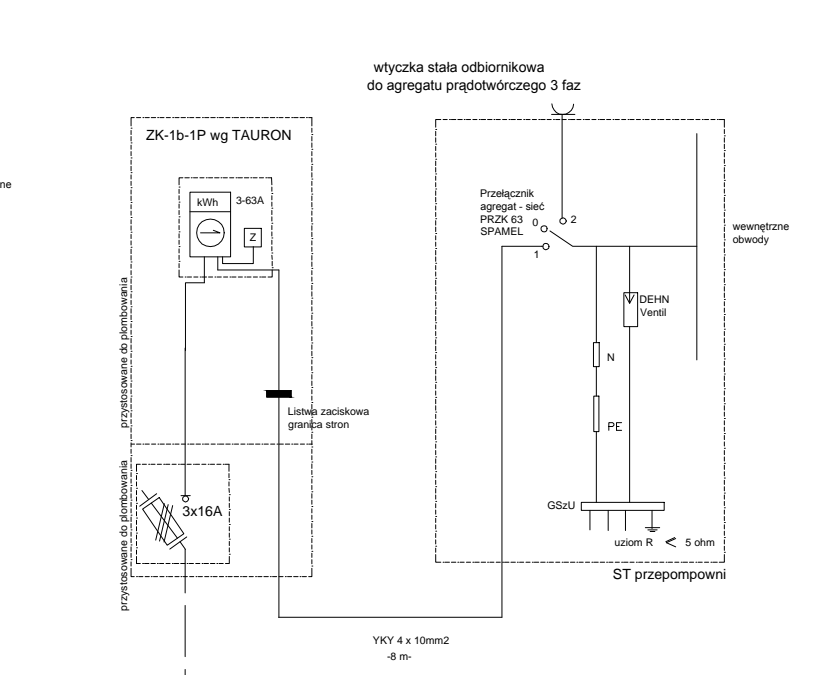 wtyczka stała odbiornikowa
do agregatu prądotwórczego 3 faz
ZK-1b-1P wg TAURON
ne
kWh
3-63A
Z
przystosowane do plombowania
Listwa zaciskowa
granica stron
przystosowane do plombowania
3x16A
Przełącznik
agregat - sieć
PRZK 63
SPAMEL
0
2
1
wewnętrzne
obwody
DEHN
Ventil
N
PE
GSzU
uziom R < 5 ohm
ST przepompowni
YKY 4 x 10mm2
-8 m-